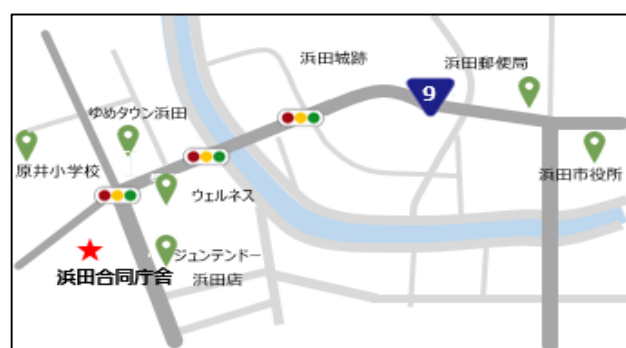 浜田城跡
浜田郵便局
9
ゆめタウン浜田
原井小学校
浜田市役所
ウェルネス
ジュンテンドー
浜田店
浜田合同庁舎